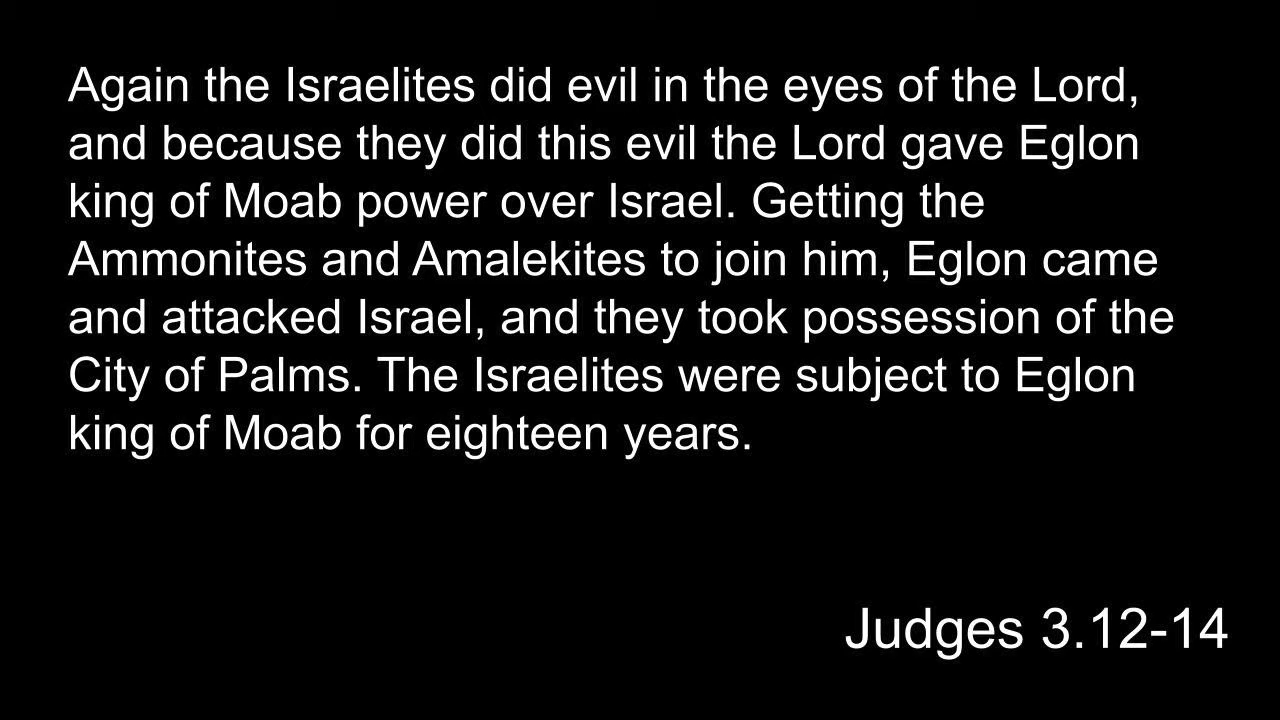 Again the Israelites did evil in the eyes of the Lord,
and because they did this evil the Lord gave Eglon
king of Moab power over Israel. Getting the
Ammonites and Amalekites to join him, Eglon came
and attacked Israel, and they took possession of the
City of Palms. The Israelites were subject to Eglon
king of Moab for eighteen years.
Judges 3.12-14